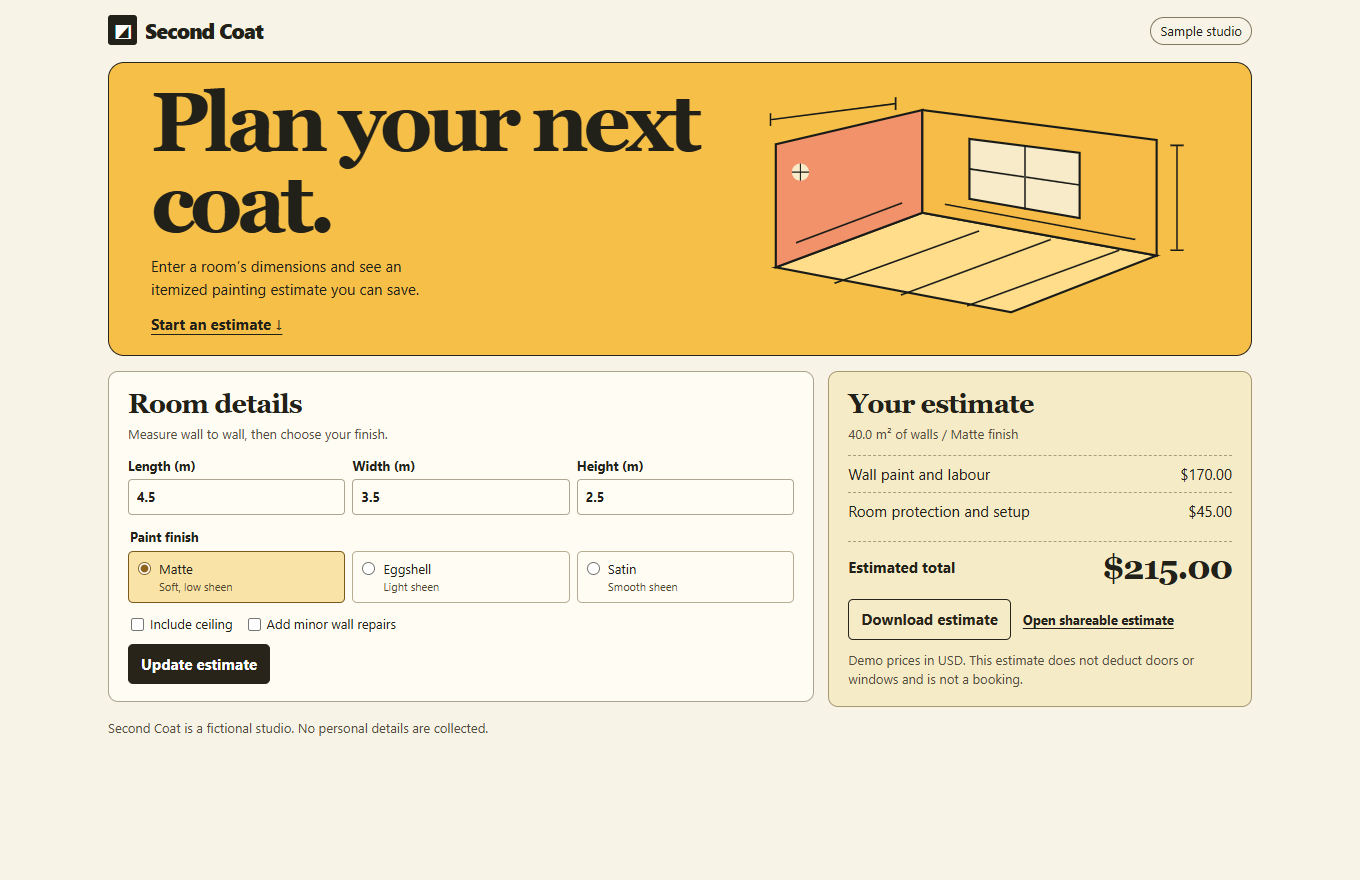 Second Coat
Sample studio
Plan your next
coat.
Enter a room's dimensions and see an
itemized painting estimate you can save.
Start an estimate ↓
Room details
Measure wall to wall, then choose your finish.
Length (m)
Width (m)
Height (m)
4.5
3.5
2.5
Paint finish
Matte
Soft, low sheen
Eggshell
Light sheen
Satin
Smooth sheen
Include ceiling
Add minor wall repairs
Update estimate
Your estimate
40.0 m² of walls / Matte finish
Wall paint and labour $170.00
Room protection and setup $45.00
Estimated total $215.00
Download estimate
Open shareable estimate
Demo prices in USD. This estimate does not deduct doors or
windows and is not a booking.
Second Coat is a fictional studio. No personal details are collected.